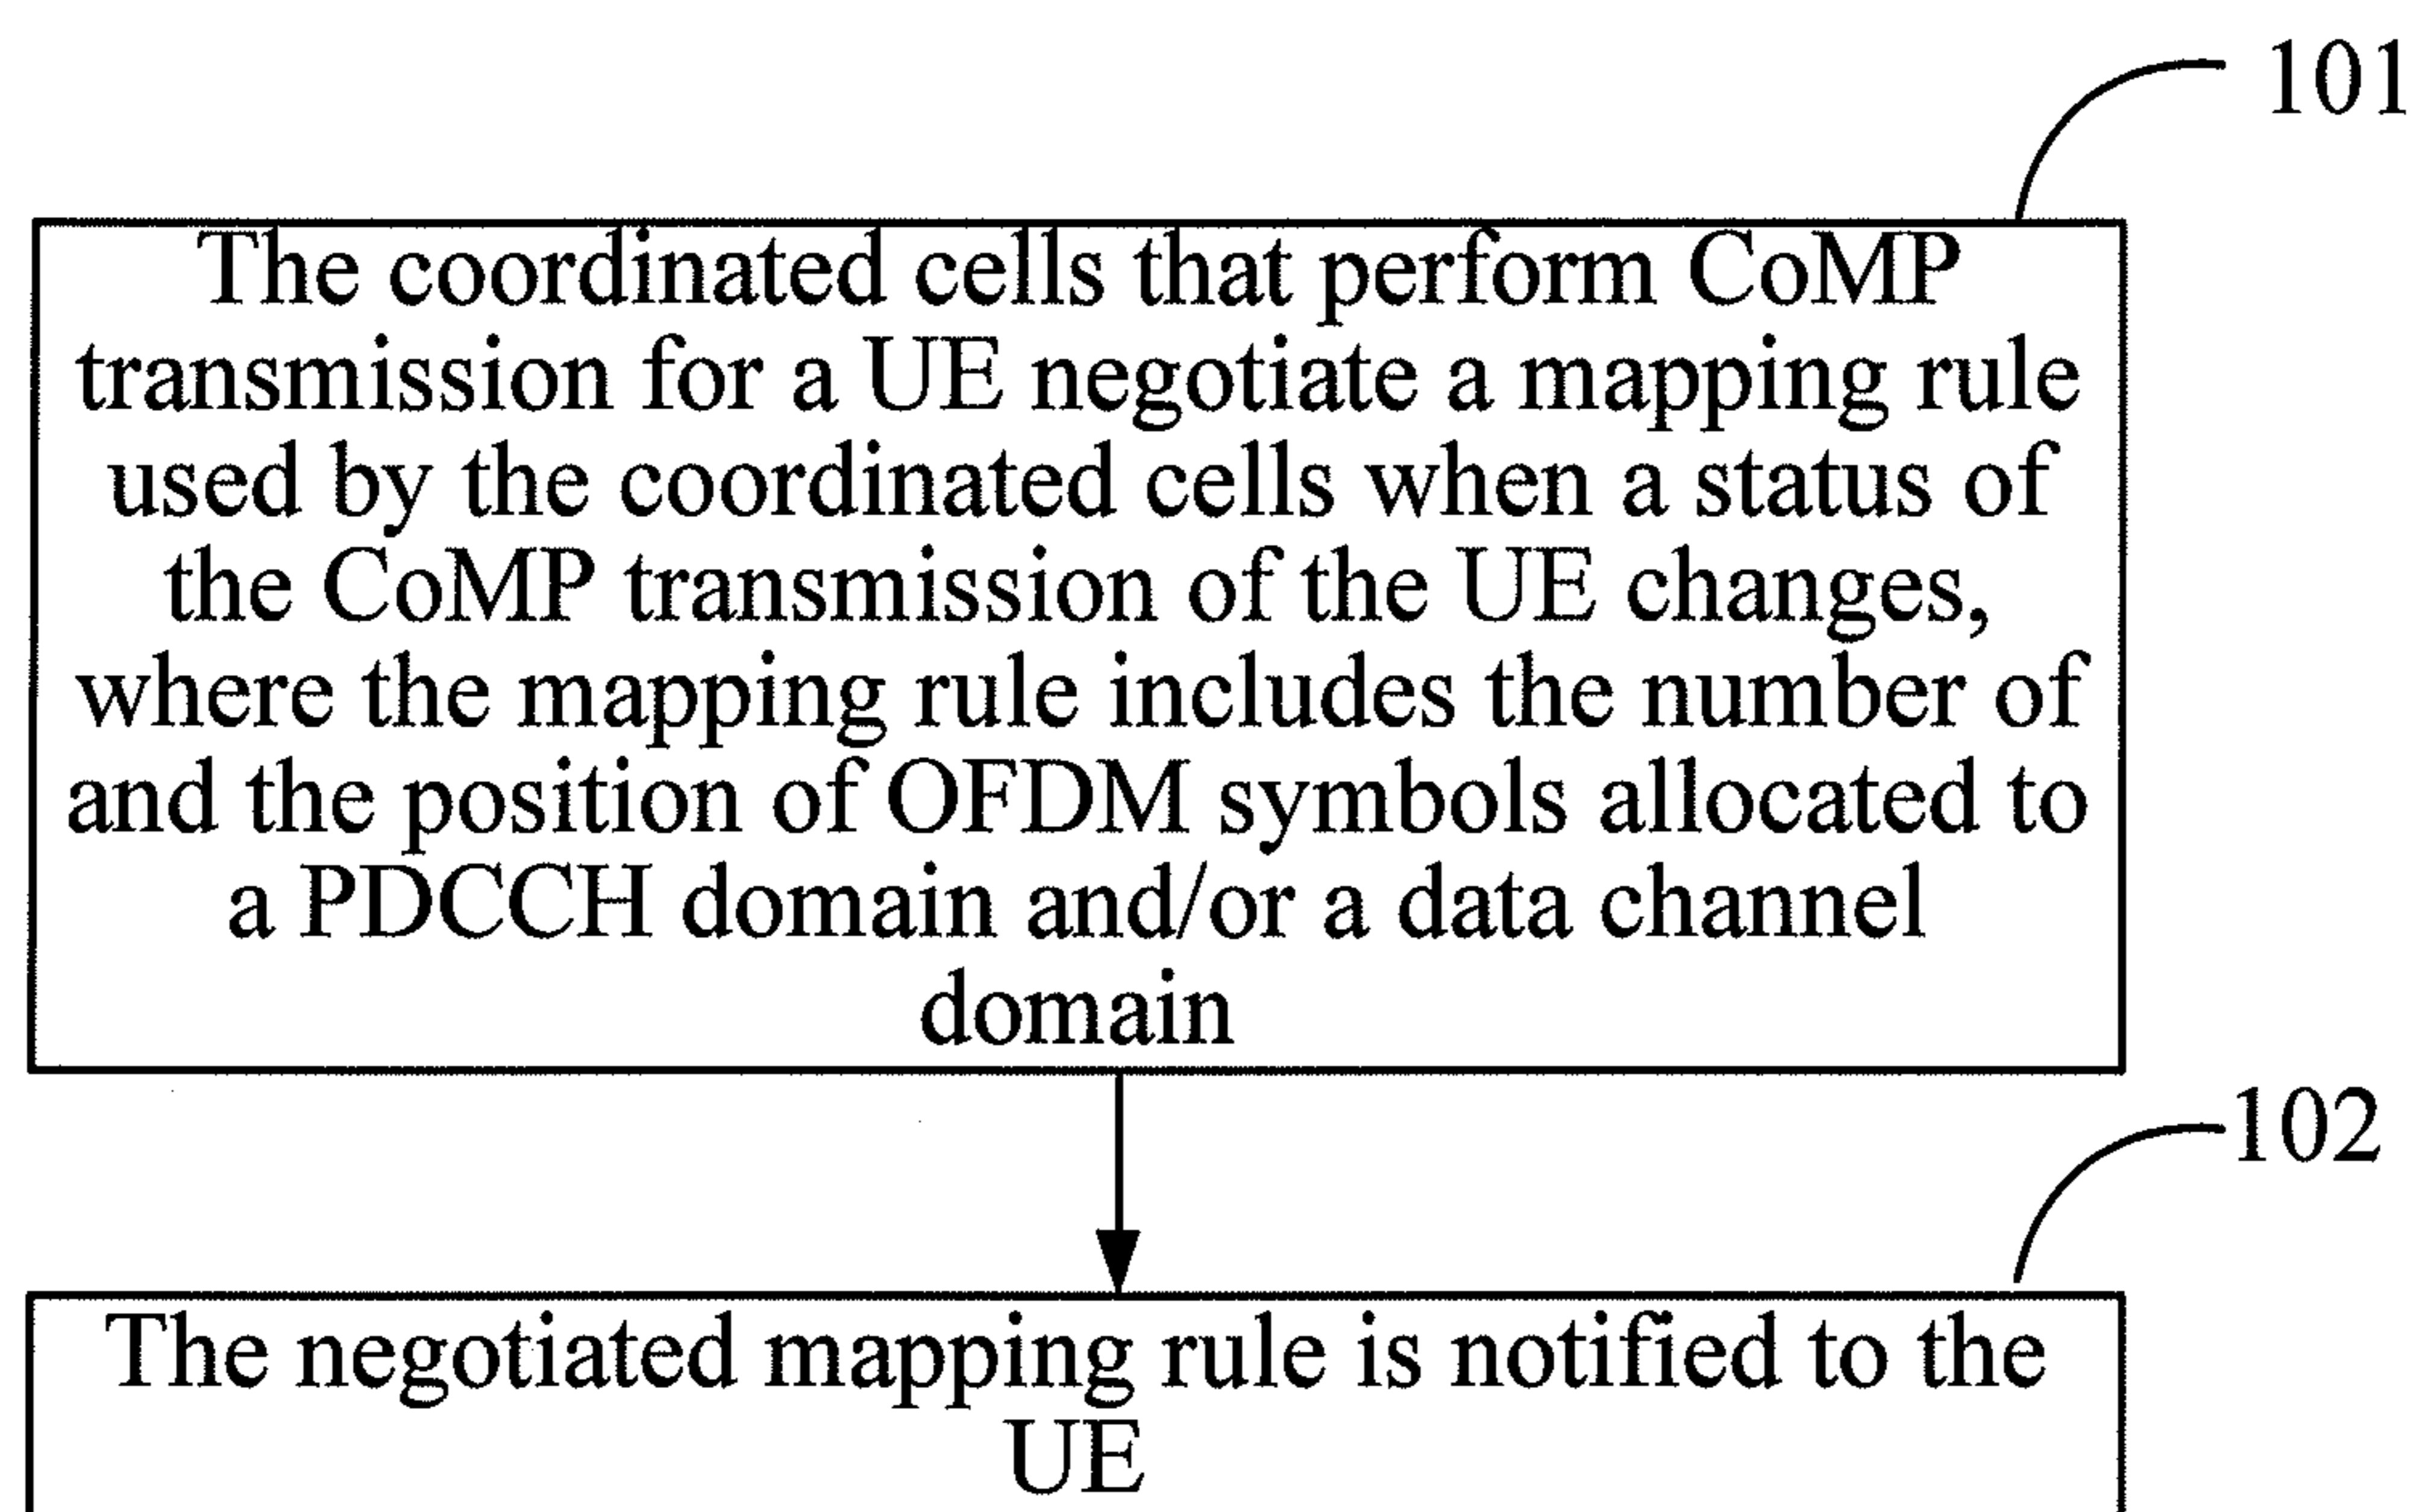 101
The coordinated cells that perform CoMP
transmission for a UE negotiate a mapping rule
used by the coordinated cells when a status of
the CoMP transmission of the UE changes,
where the mapping rule includes the number of
and the position of OFDM symbols allocated to
a PDCCH domain and/or a data channel
domain
102
The negotiated mapping rule is notified to the
UE